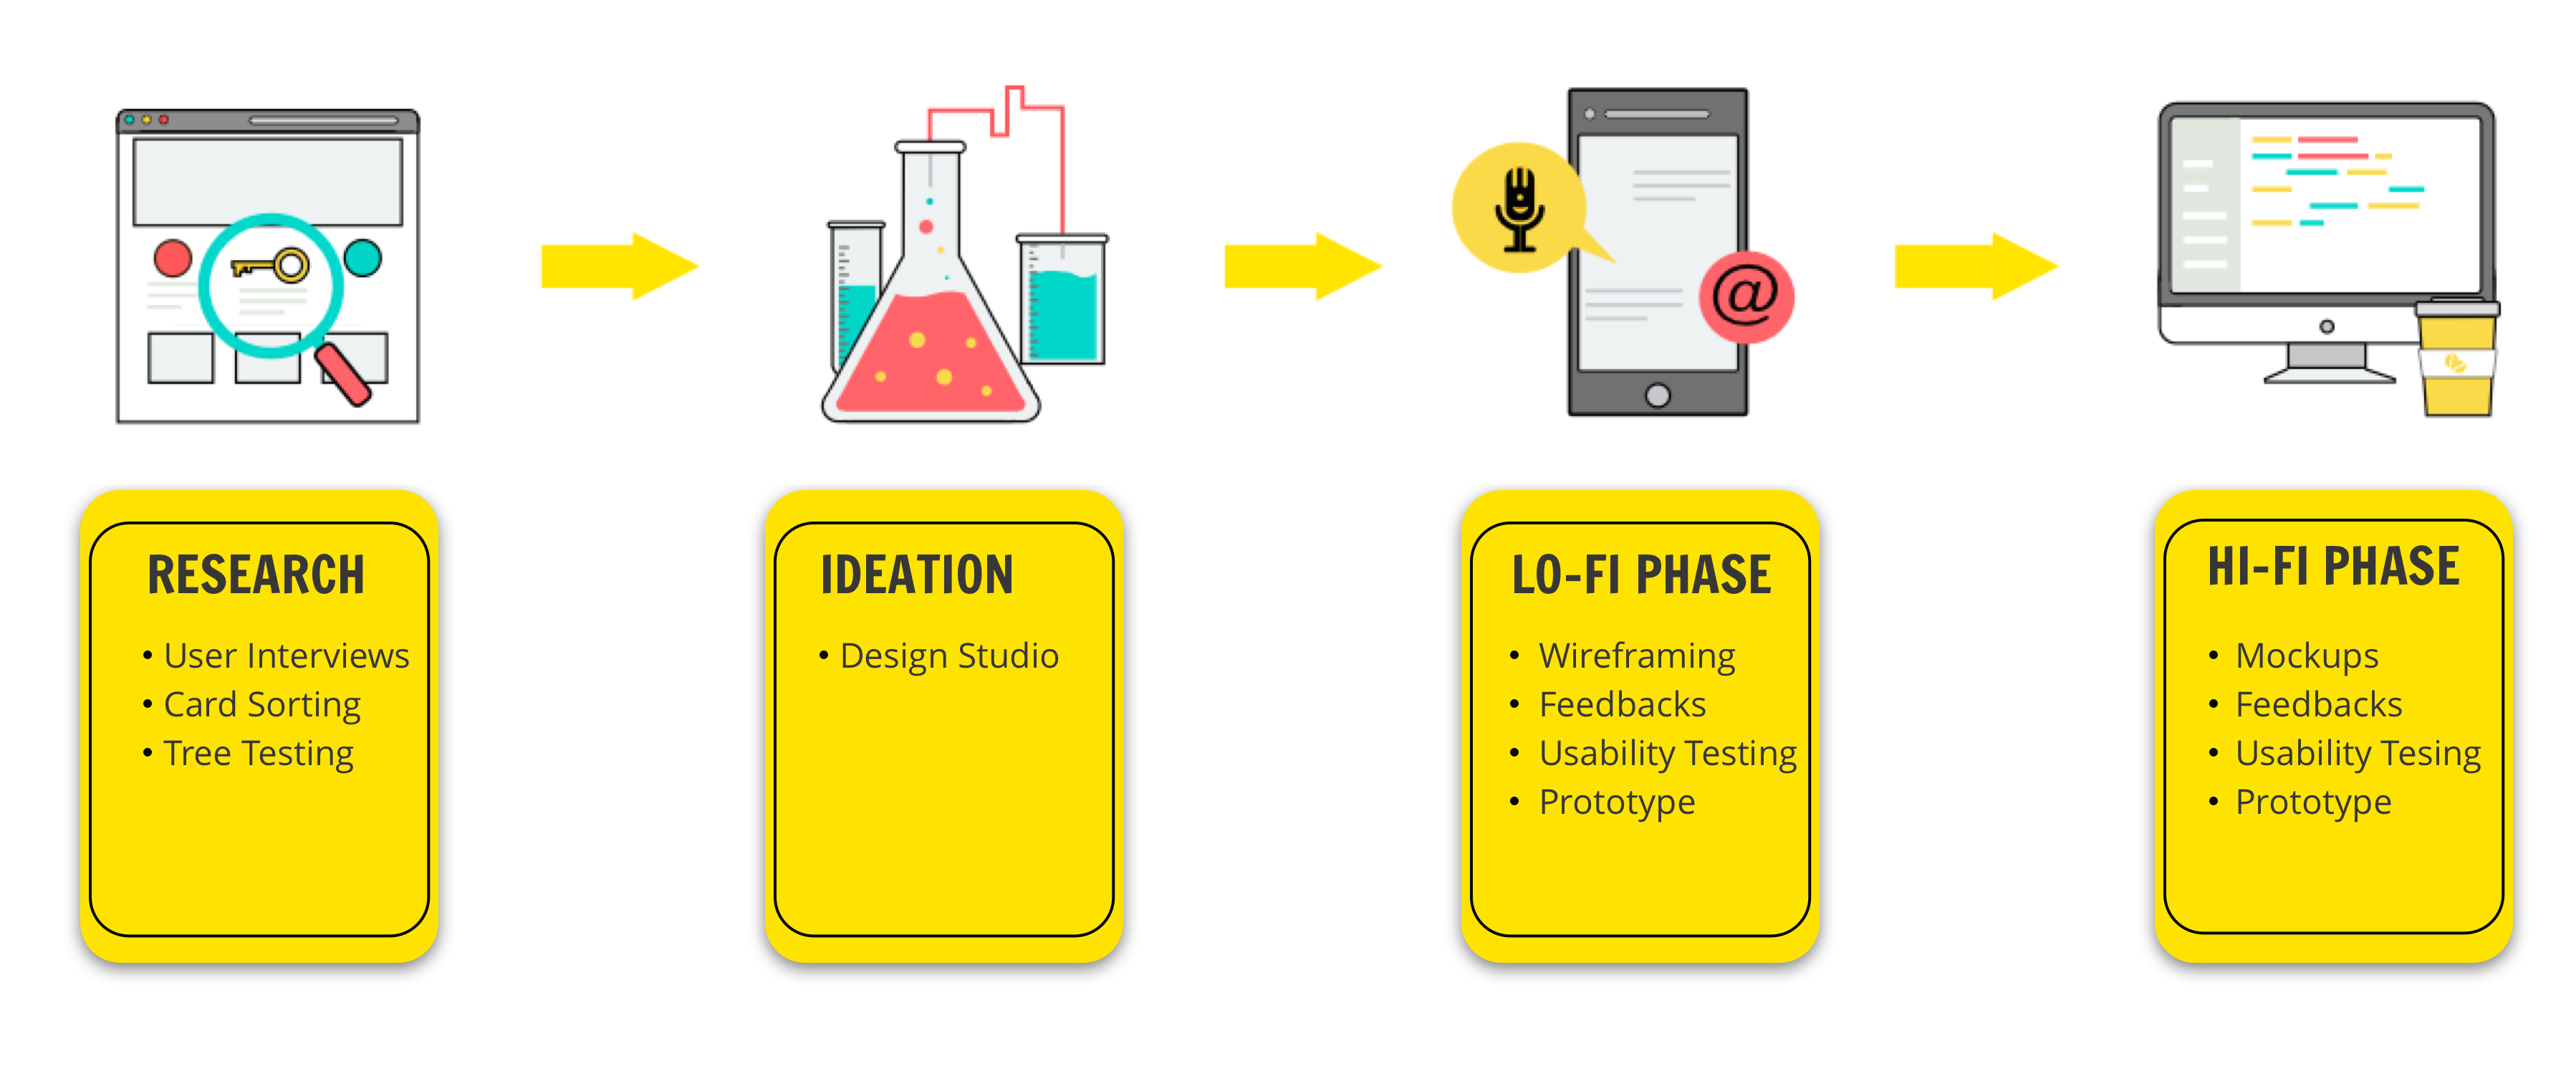 @
RESEARCH
• User Interviews
• Card Sorting
• Tree Testing
IDEATION
• Design Studio
LO-FI PHASE
• Wireframing
• Feedbacks
• Usability Testing
• Prototype
HI-FI PHASE
• Mockups
• Feedbacks
• Usability Tesing
• Prototype